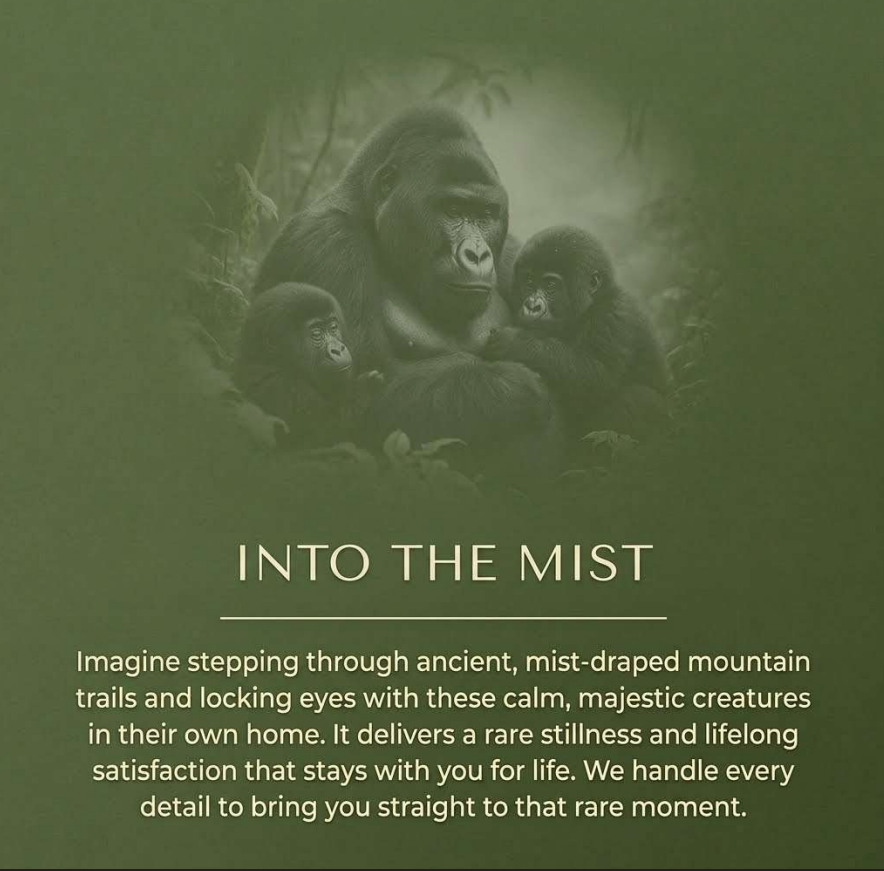 INTO THE MIST
Imagine stepping through ancient, mist-draped mountain
trails and locking eyes with these calm, majestic creatures
in their own home. It delivers a rare stillness and lifelong
satisfaction that stays with you for life. We handle every
detail to bring you straight to that rare moment.